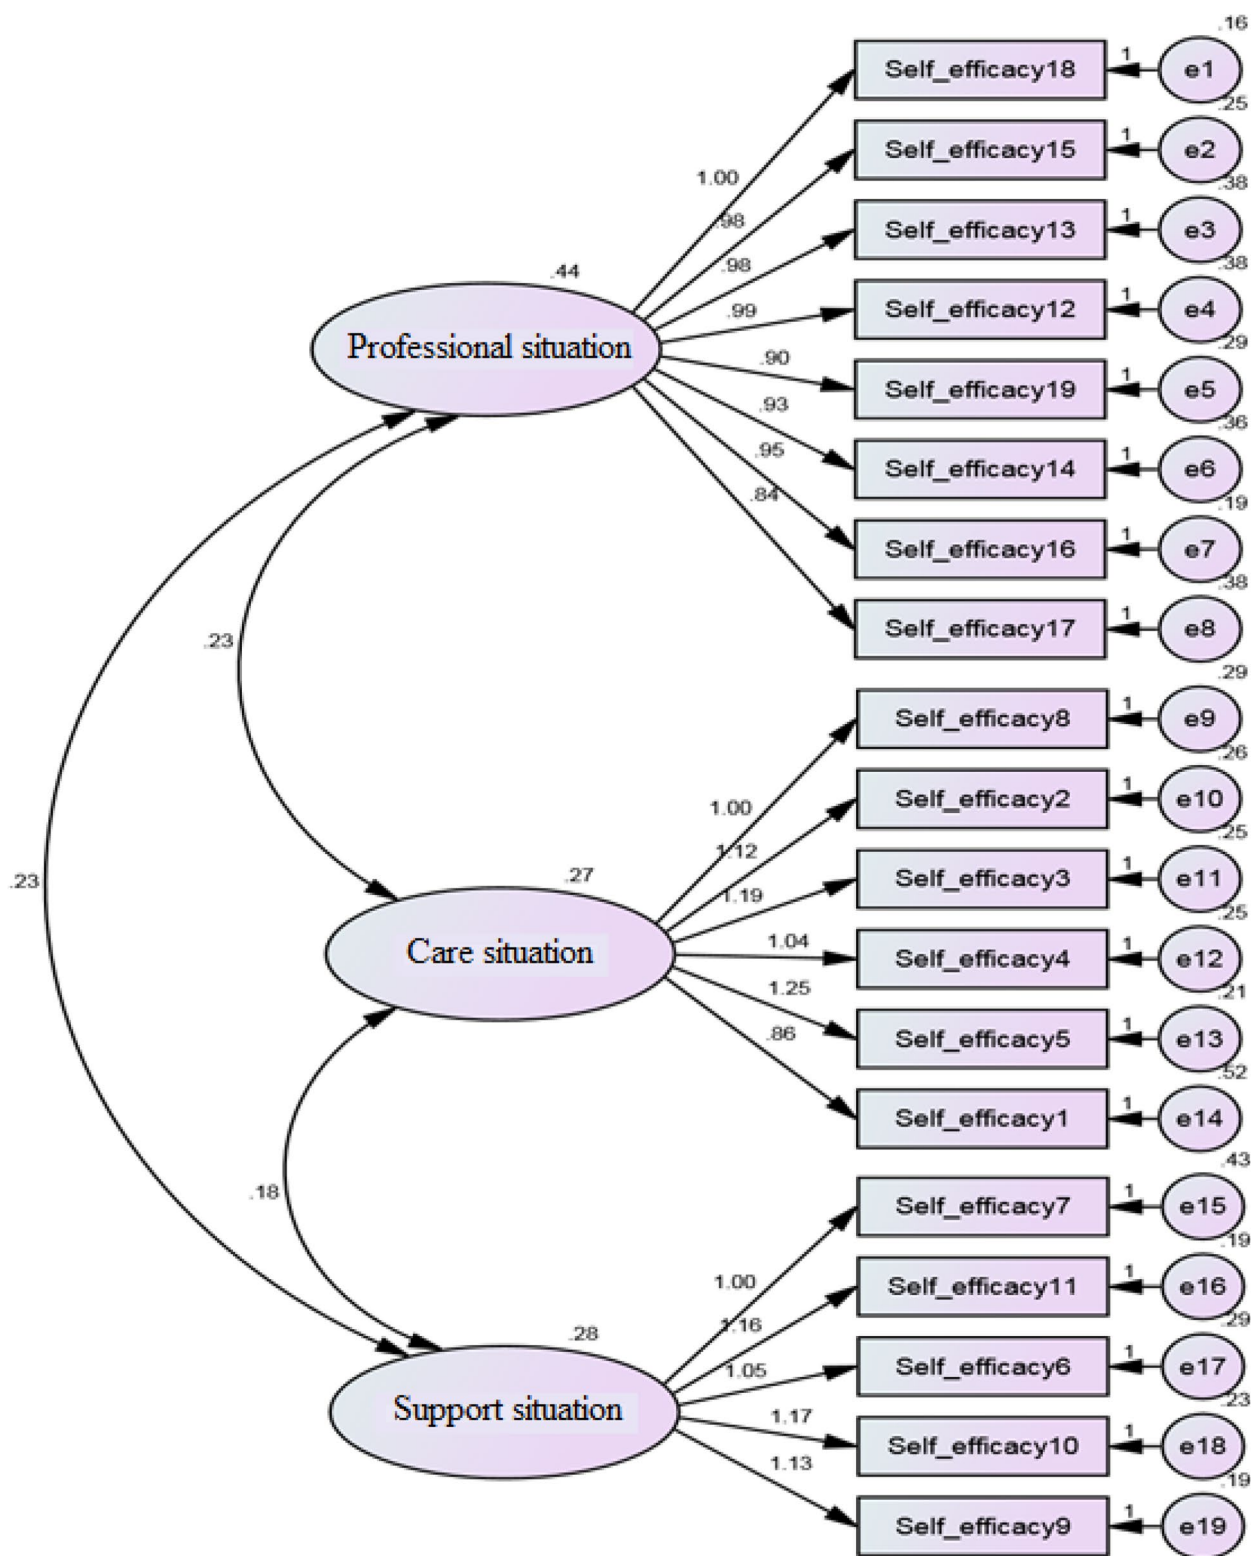 .16
Self_efficacy18 1 e1
.25
Self_efficacy15 1 e2
.38
1.00
Self_efficacy13 1 e3
.98
.38
.98
.44
Self_efficacy12 1 e4
.99
.29
Professional situation
.90
Self_efficacy19 1 e5
.36
.93
Self_efficacy14 1 e6
.95
.19
.84
Self_efficacy16 1 e7
.38
Self_efficacy17 1 e8
.23
.29
Self_efficacy8 1 e9
.26
Self_efficacy2 1 e10
1.00
.25
1.12
Self_efficacy3 1 e11
.23
.27
1.19
.25
1.04
Care situation
Self_efficacy4 1 e12
1.25
.21
.86
Self_efficacy5 1 e13
.52
Self_efficacy1 1 e14
.43
.18
Self_efficacy7 1 e15
.19
1.00
Self_efficacy11 1 e16
.29
.28
1.16
1.05
Self_efficacy6 1 e17
.23
Support situation
1.17
Self_efficacy10 1 e18
1.13
.19
Self_efficacy9 1 e19